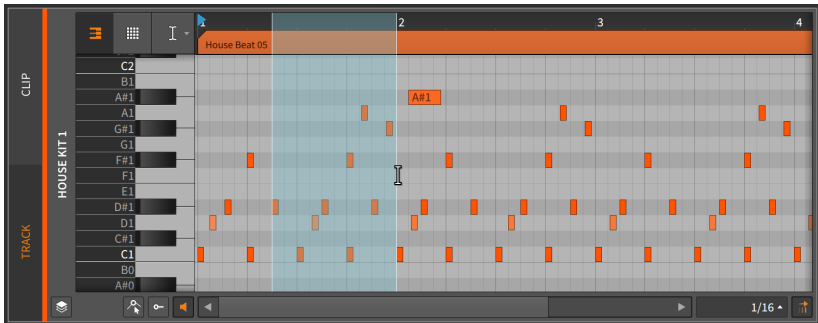 CLIP
TRACK
HOUSE KIT 1
1 2 3 4
House Beat 05
C2
B1
A#1 A#1
A1
G#1
G1
F#1
F1
E1
D#1
D1
C#1
C1
B0
A#0
1/16